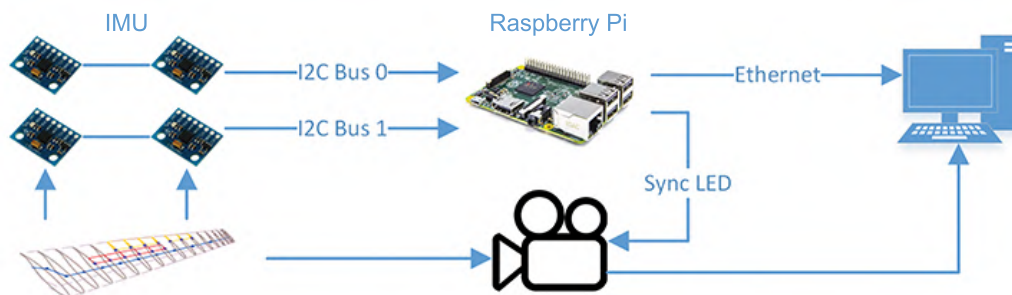 IMU
Raspberry Pi
I2C Bus 0
Ethernet
I2C Bus 1
Sync LED